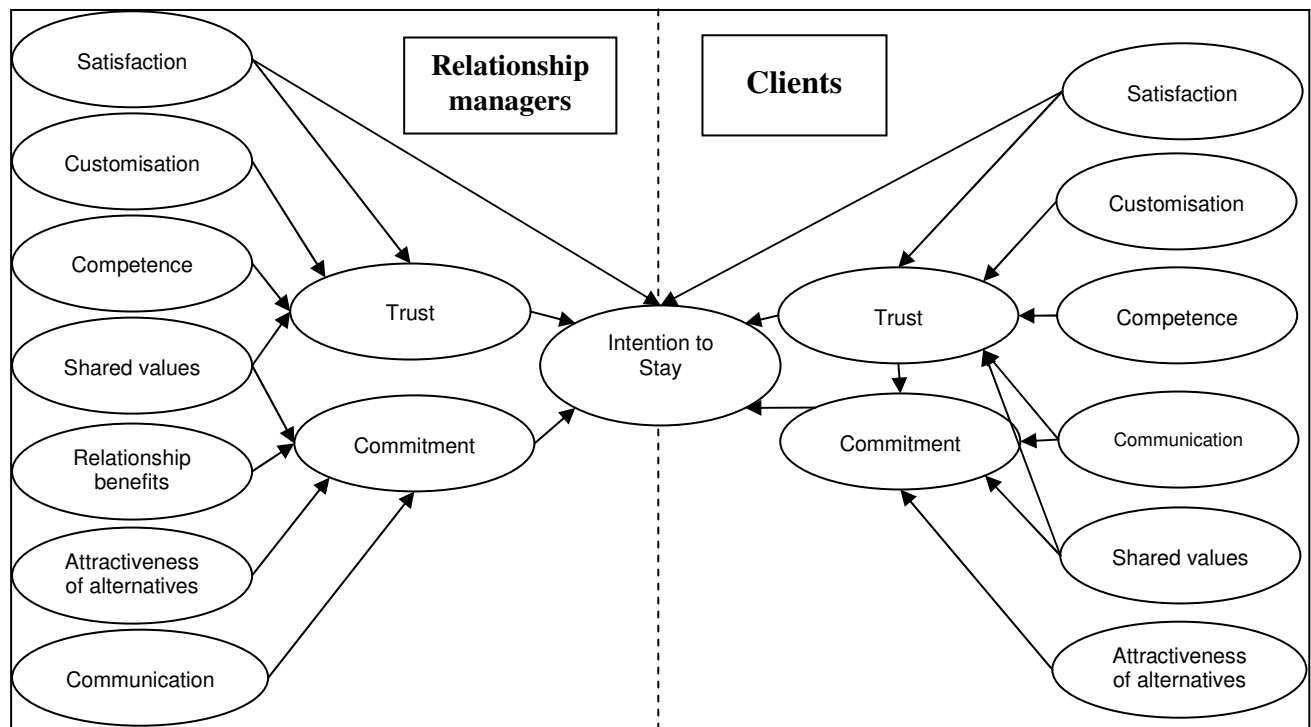 Satisfaction
Relationship
managers
Clients
Satisfaction
Customisation
Customisation
Competence
Trust
Trust
Competence
Intention to
Stay
Shared values
Commitment
Commitment
Communication
Relationship
benefits
Attractiveness
of alternatives
Shared values
Communication
Attractiveness
of alternatives